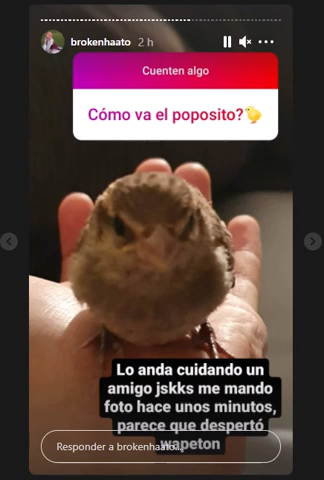 brokenhaato 2 h
Cuenten algo
Cómo va el poposito?🐤
Lo anda cuidando un
amigo jskks me mando
foto hace unos minutos,
parece que despertó
wapeton
Responder a brokenhaato...